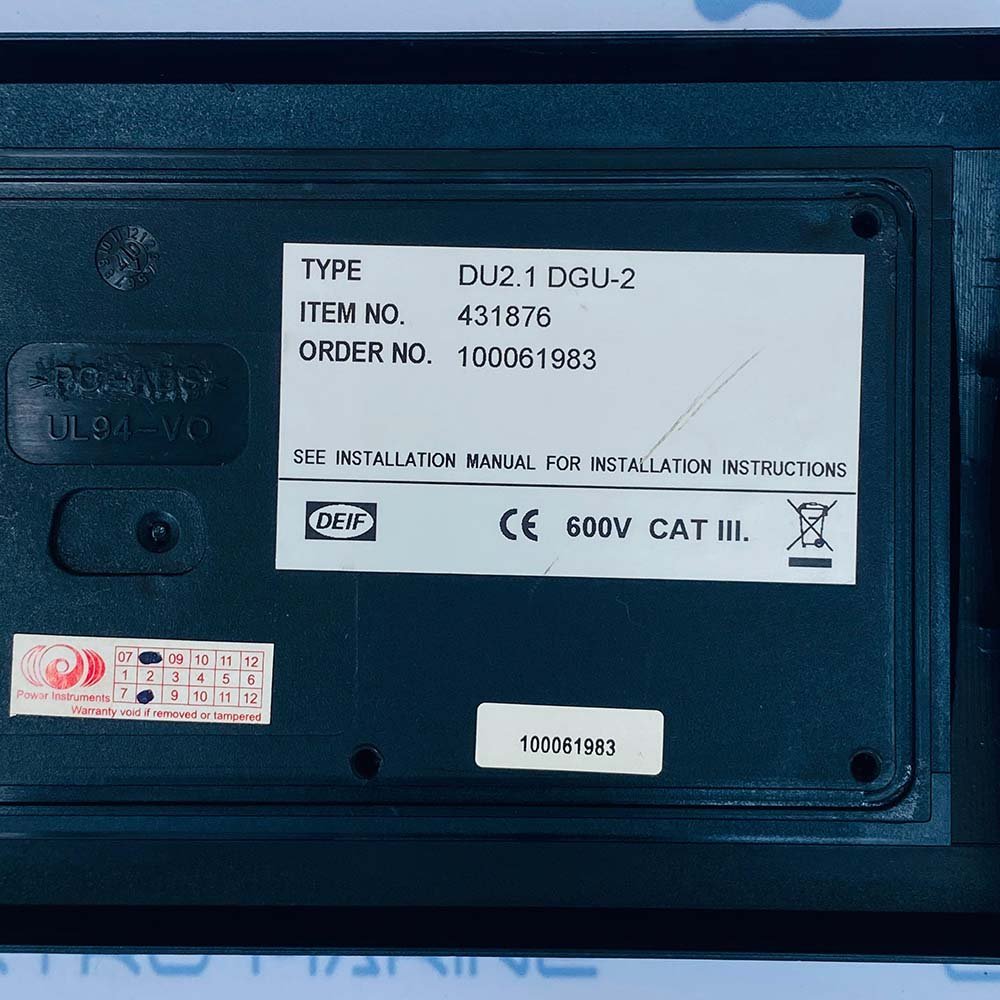 TYPE DU2.1 DGU-2
ITEM NO. 431876
ORDER NO. 100061983
UL94-VO
SEE INSTALLATION MANUAL FOR INSTALLATION INSTRUCTIONS
DEIF CE 600V CAT III.
07 09 10 11 12
1 2 3 4 5 6
7 9 10 11 12
Power Instruments
Warranty void if removed or tampered
100061983
MARINE